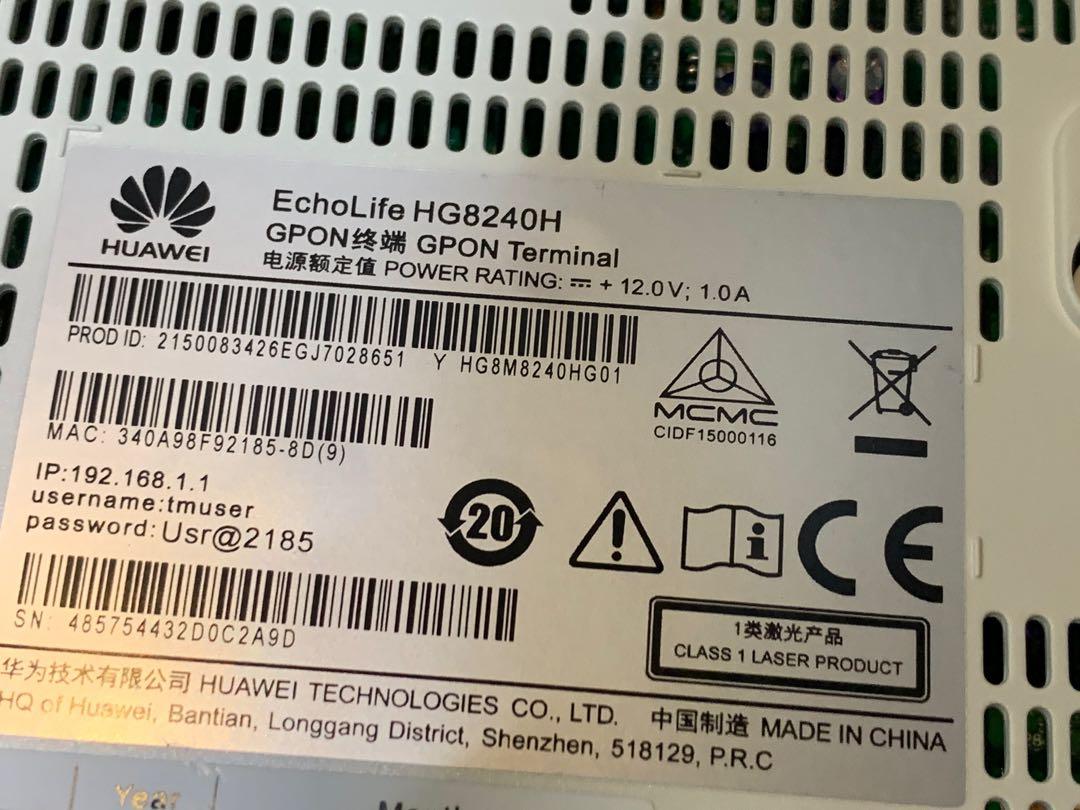 HUAWEI
EchoLife HG8240H
GPON终端 GPON Terminal
电源额定值 POWER RATING: ⎓ + 12.0V; 1.0A
PROD ID: 2150083426EGJ7028651 Y HG8M8240HG01
MCMC
CIDF15000116
MAC: 340A98F92185-8D(9)
IP:192.168.1.1
username:tmuser
password:Usr@2185
20
CE
SN: 485754432D0C2A9D
1类激光产品
CLASS 1 LASER PRODUCT
华为技术有限公司 HUAWEI TECHNOLOGIES CO., LTD. 中国制造 MADE IN CHINA
HQ of Huawei, Bantian, Longgang District, Shenzhen, 518129, P.R.C
Year